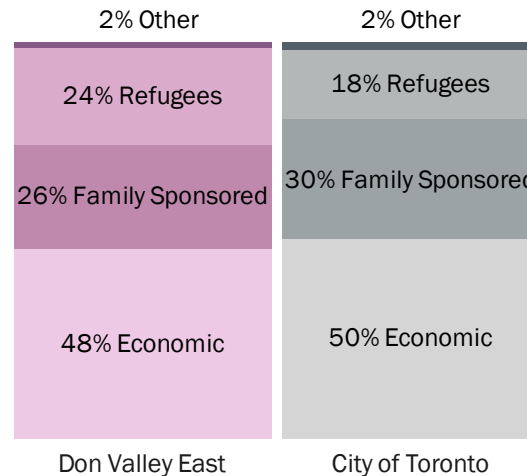 2% Other
24% Refugees
26% Family Sponsored
48% Economic
Don Valley East
2% Other
18% Refugees
30% Family Sponsored
50% Economic
City of Toronto